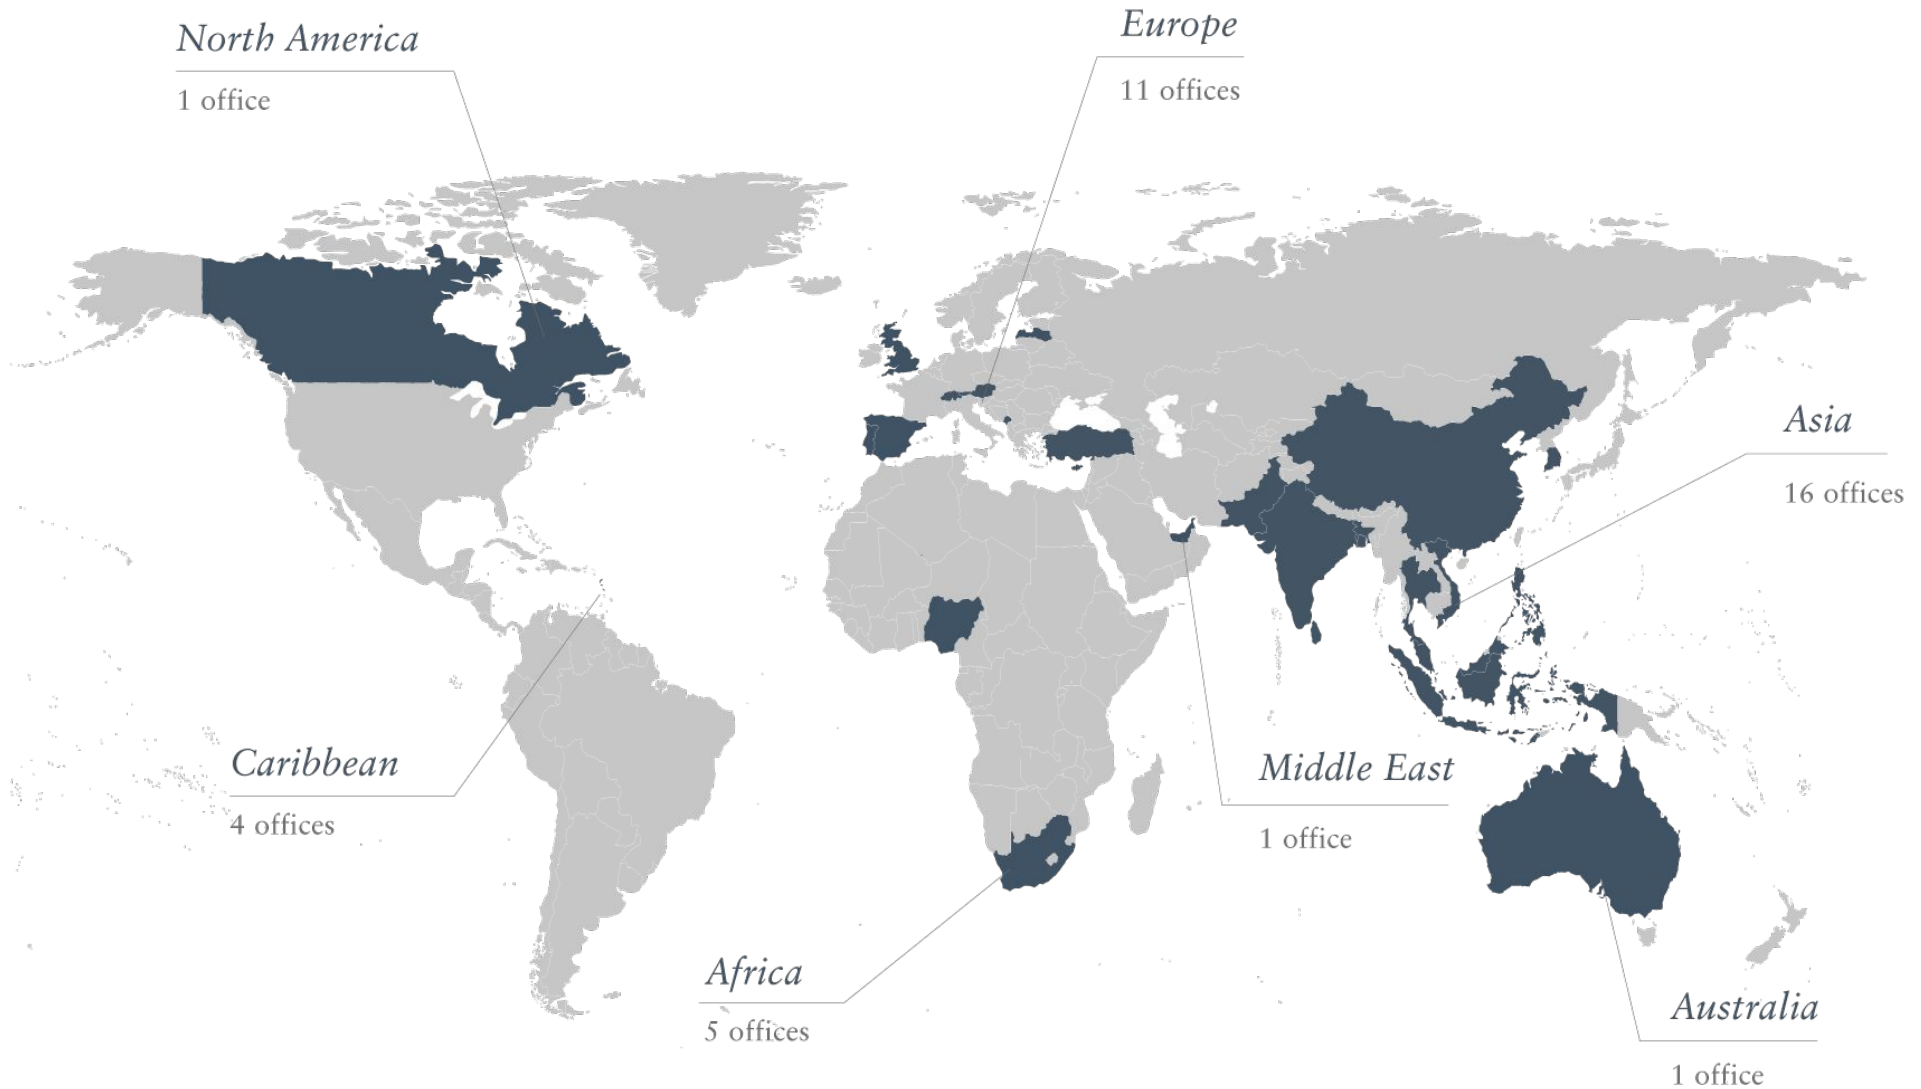 North America
1 office
Europe
11 offices
Asia
16 offices
Caribbean
4 offices
Middle East
1 office
Africa
5 offices
Australia
1 office